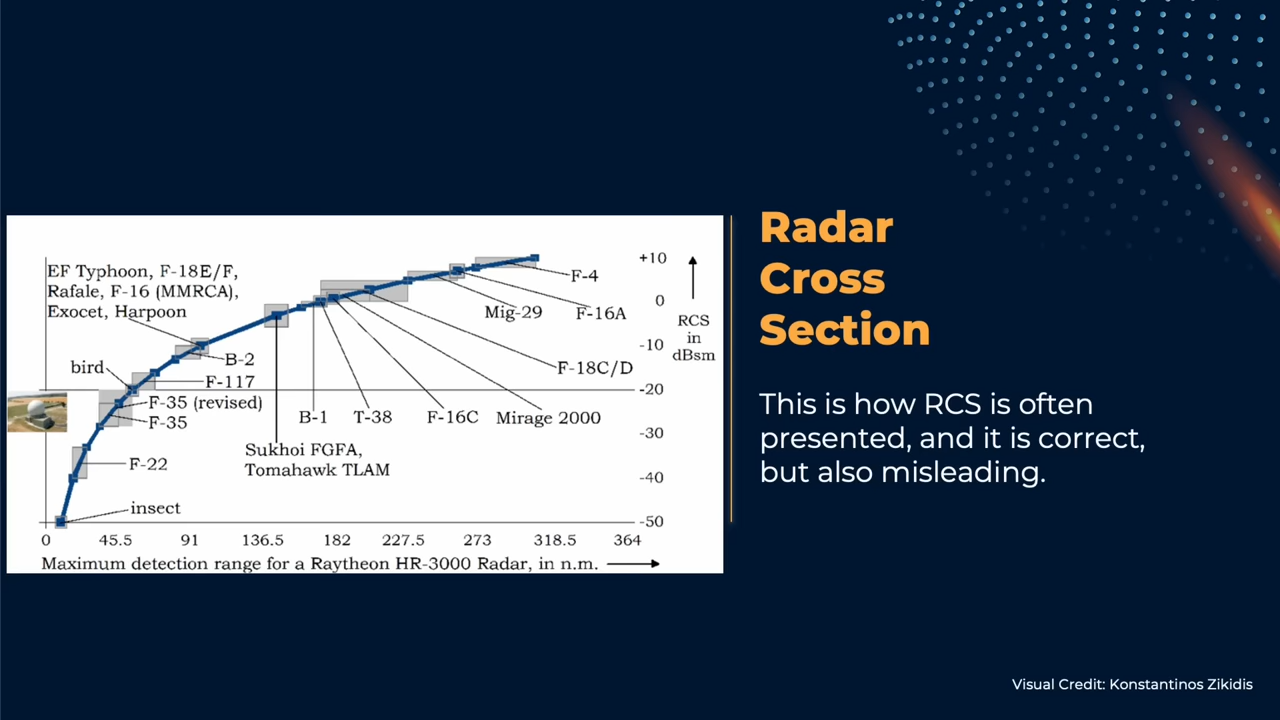 Radar
Cross
Section
This is how RCS is often
presented, and it is correct,
but also misleading.
EF Typhoon, F-18E/F,
Rafale, F-16 (MMRCA),
Exocet, Harpoon
bird
B-2
F-117
F-35 (revised)
F-35
F-22
insect
B-1
T-38
F-16C
Mirage 2000
Sukhoi FGFA,
Tomahawk TLAM
F-4
Mig-29
F-16A
F-18C/D
+10
0
-10
-20
-30
-40
-50
RCS
in
dBsm
0 45.5 91 136.5 182 227.5 273 318.5 364
Maximum detection range for a Raytheon HR-3000 Radar, in n.m.
Visual Credit: Konstantinos Zikidis